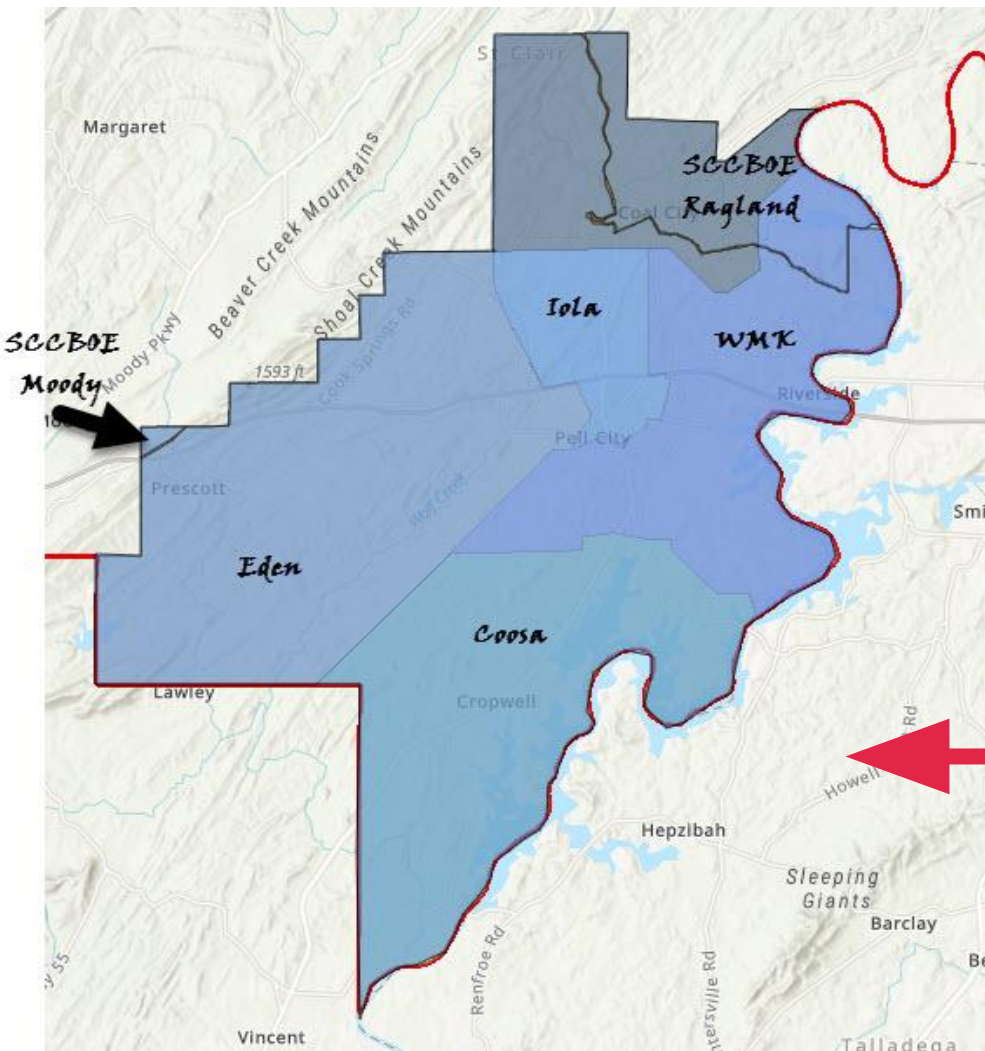 St Clair
Margaret
Beaver Creek Mountains
Shoal Creek Mountains
SCCBOE
Ragland
Coal City
Iola
WMK
SCCBOE
Moody
Moody Pkwy
1593 ft
Cook Springs Rd
Riverside
Pell City
Prescott
Wolf Creek
Eden
Coosa
Lawley
Cropwell
Howell Rd
Hepzibah
Sleeping
Giants
Barclay
Renfroe Rd
Vincent
Talladega
55